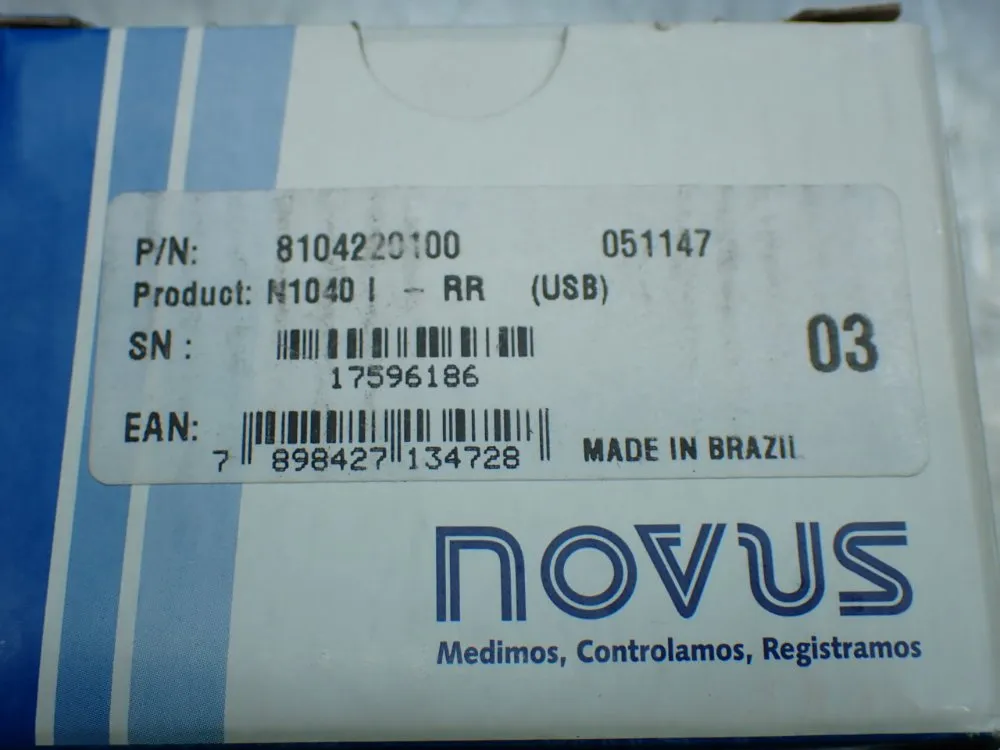 P/N: 8104220100 051147
Product: N1040 I - RR (USB)
SN :
17596186
03
EAN:
7 898427 134728
MADE IN BRAZIL
NOVUS
Medimos, Controlamos, Registramos